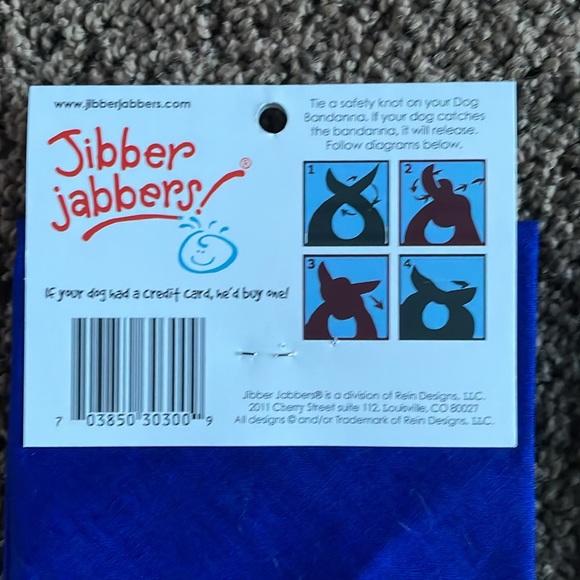 www.jibberjabbers.com
Jibber
jabbers!®
If your dog had a credit card, he'd buy one!
Tie a safety knot on your Dog
Bandanna. If your dog catches
the bandanna, it will release.
Follow diagrams below.
1
2
3
4
7 03850 30300 9
Jibber Jabbers® is a division of Rein Designs, LLC.
2011 Cherry Street suite 112, Louisville, CO 80027
All designs © and/or Trademark of Rein Designs, LLC.